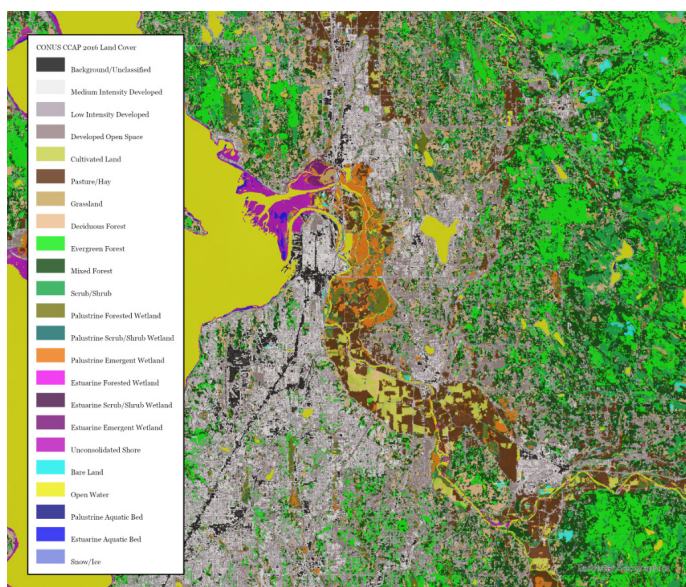 CONUS CCAP 2016 Land Cover
Background/Unclassified
Medium Intensity Developed
Low Intensity Developed
Developed Open Space
Cultivated Land
Pasture/Hay
Grassland
Deciduous Forest
Evergreen Forest
Mixed Forest
Scrub/Shrub
Palustrine Forested Wetland
Palustrine Scrub/Shrub Wetland
Palustrine Emergent Wetland
Estuarine Forested Wetland
Estuarine Scrub/Shrub Wetland
Estuarine Emergent Wetland
Unconsolidated Shore
Bare Land
Open Water
Palustrine Aquatic Bed
Estuarine Aquatic Bed
Snow/Ice